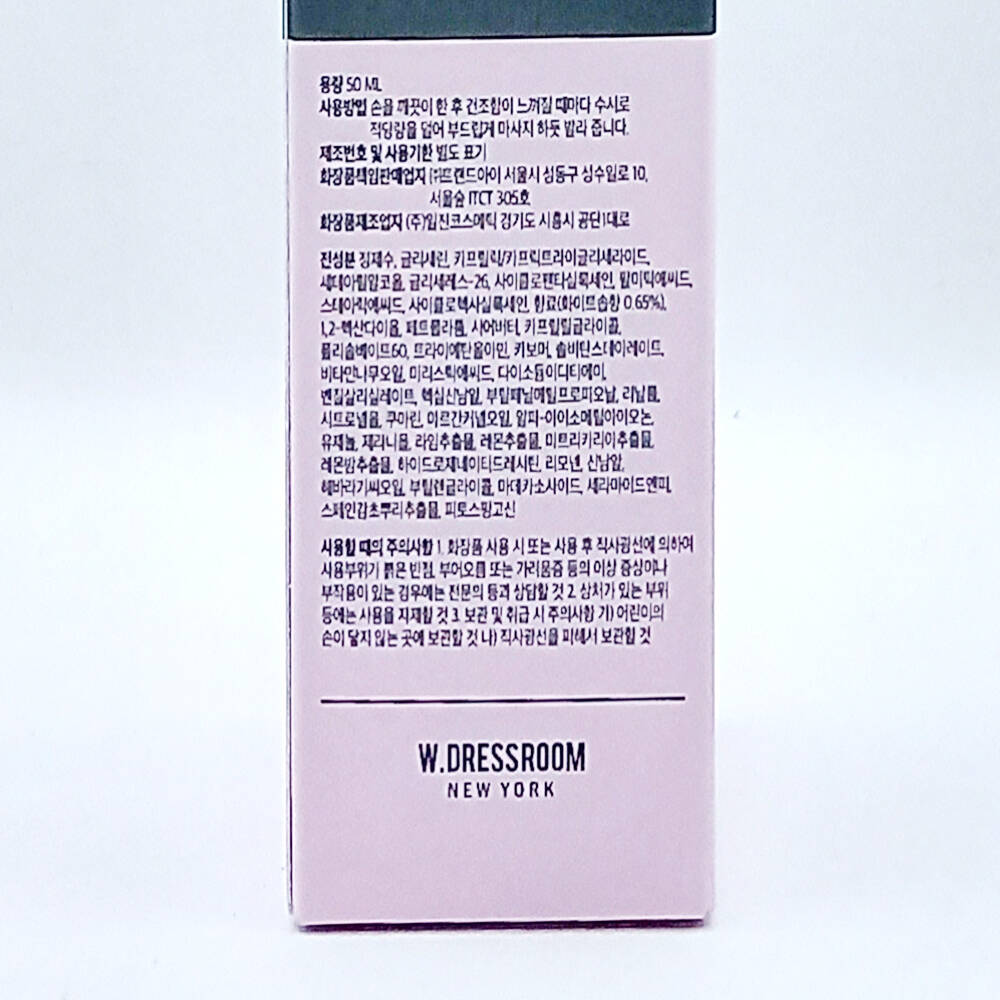 용량 50 ML
사용방법 손을 깨끗이 한 후 건조함이 느껴질 때마다 수시로
적당량을 덜어 부드럽게 마사지 하듯 발라 줍니다.
제조번호 및 사용기한 별도 표기
화장품책임판매업자 (주)트랜드아이 서울시 성동구 성수일로 10,
서울숲 ITCT 305호
화장품제조업자 (주)일진코스메틱 경기도 시흥시 공단1대로
전성분 정제수, 글리세린, 카프릴릭/카프릭트라이글리세라이드,
세테아릴알코올, 글리세레스-26, 사이클로펜타실록세인, 팔미틱애씨드,
스테아릭애씨드, 사이클로헥사실록세인, 향료(화이트솝향 0.65%),
1,2-헥산다이올, 페트롤라툼, 시어버터, 카프릴릴글라이콜,
폴리솔베이트60, 트라이에탄올아민, 카보머, 솔비탄스테아레이트,
비타만나무오일, 미리스틱애씨드, 다이소듐이디티에이,
벤질살리실레이트, 헥실신남알, 부틸페닐메틸프로피오날, 리날룰,
시트로넬올, 쿠마린, 아르간커넬오일, 알파-아이소메틸아이오논,
유제놀, 제라니올, 라임추출물, 레몬추출물, 마트리카리아추출물,
레몬밤추출물, 하이드로제네이티드레시틴, 리모넨, 신남알,
해바라기씨오일, 부틸렌글라이콜, 마데카소사이드, 세라마이드엔피,
스페인감초뿌리추출물, 피토스핑고신
사용할 때의 주의사항 1. 화장품 사용 시 또는 사용 후 직사광선에 의하여
사용부위가 붉은 반점, 부어오름 또는 가려움증 등의 이상 증상이나
부작용이 있는 경우에는 전문의 등과 상담할 것 2. 상처가 있는 부위
등에는 사용을 자제할 것 3. 보관 및 취급 시 주의사항 가) 어린이의
손이 닿지 않는 곳에 보관할 것 나) 직사광선을 피해서 보관할 것
W.DRESSROOM
NEW YORK